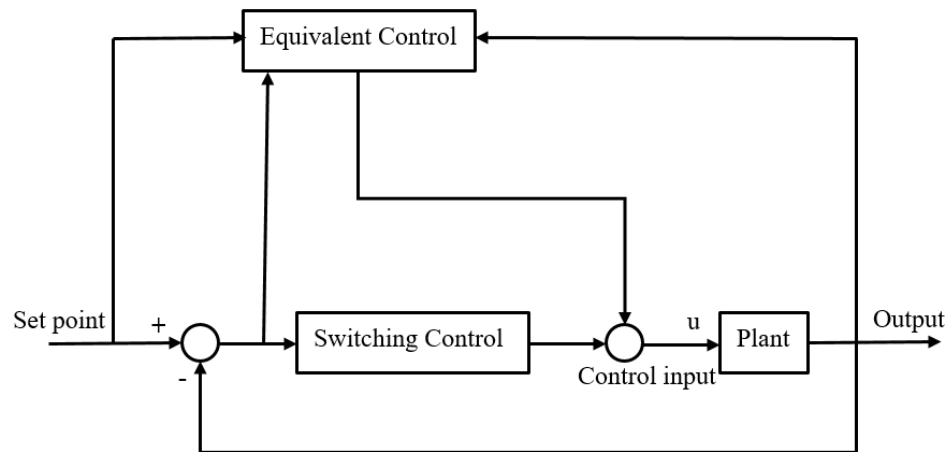 Equivalent Control
Set point
+
-
Switching Control
u
Control input
Plant
Output